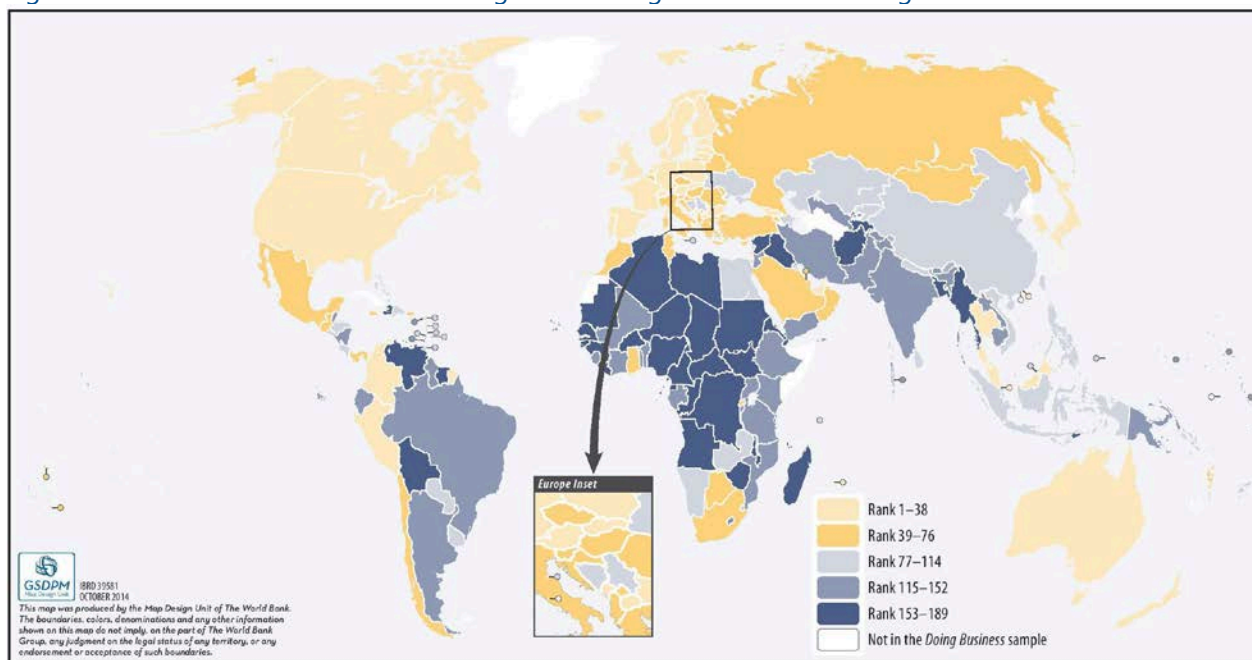 Europe Inset
Rank 1–38
Rank 39–76
Rank 77–114
Rank 115–152
Rank 153–189
Not in the Doing Business sample
GSDPM
Map Design Unit
IBRD 39581
OCTOBER 2014
This map was produced by the Map Design Unit of The World Bank.
The boundaries, colors, denominations and any other information
shown on this map do not imply, on the part of The World Bank
Group, any judgment on the legal status of any territory, or any
endorsement or acceptance of such boundaries.